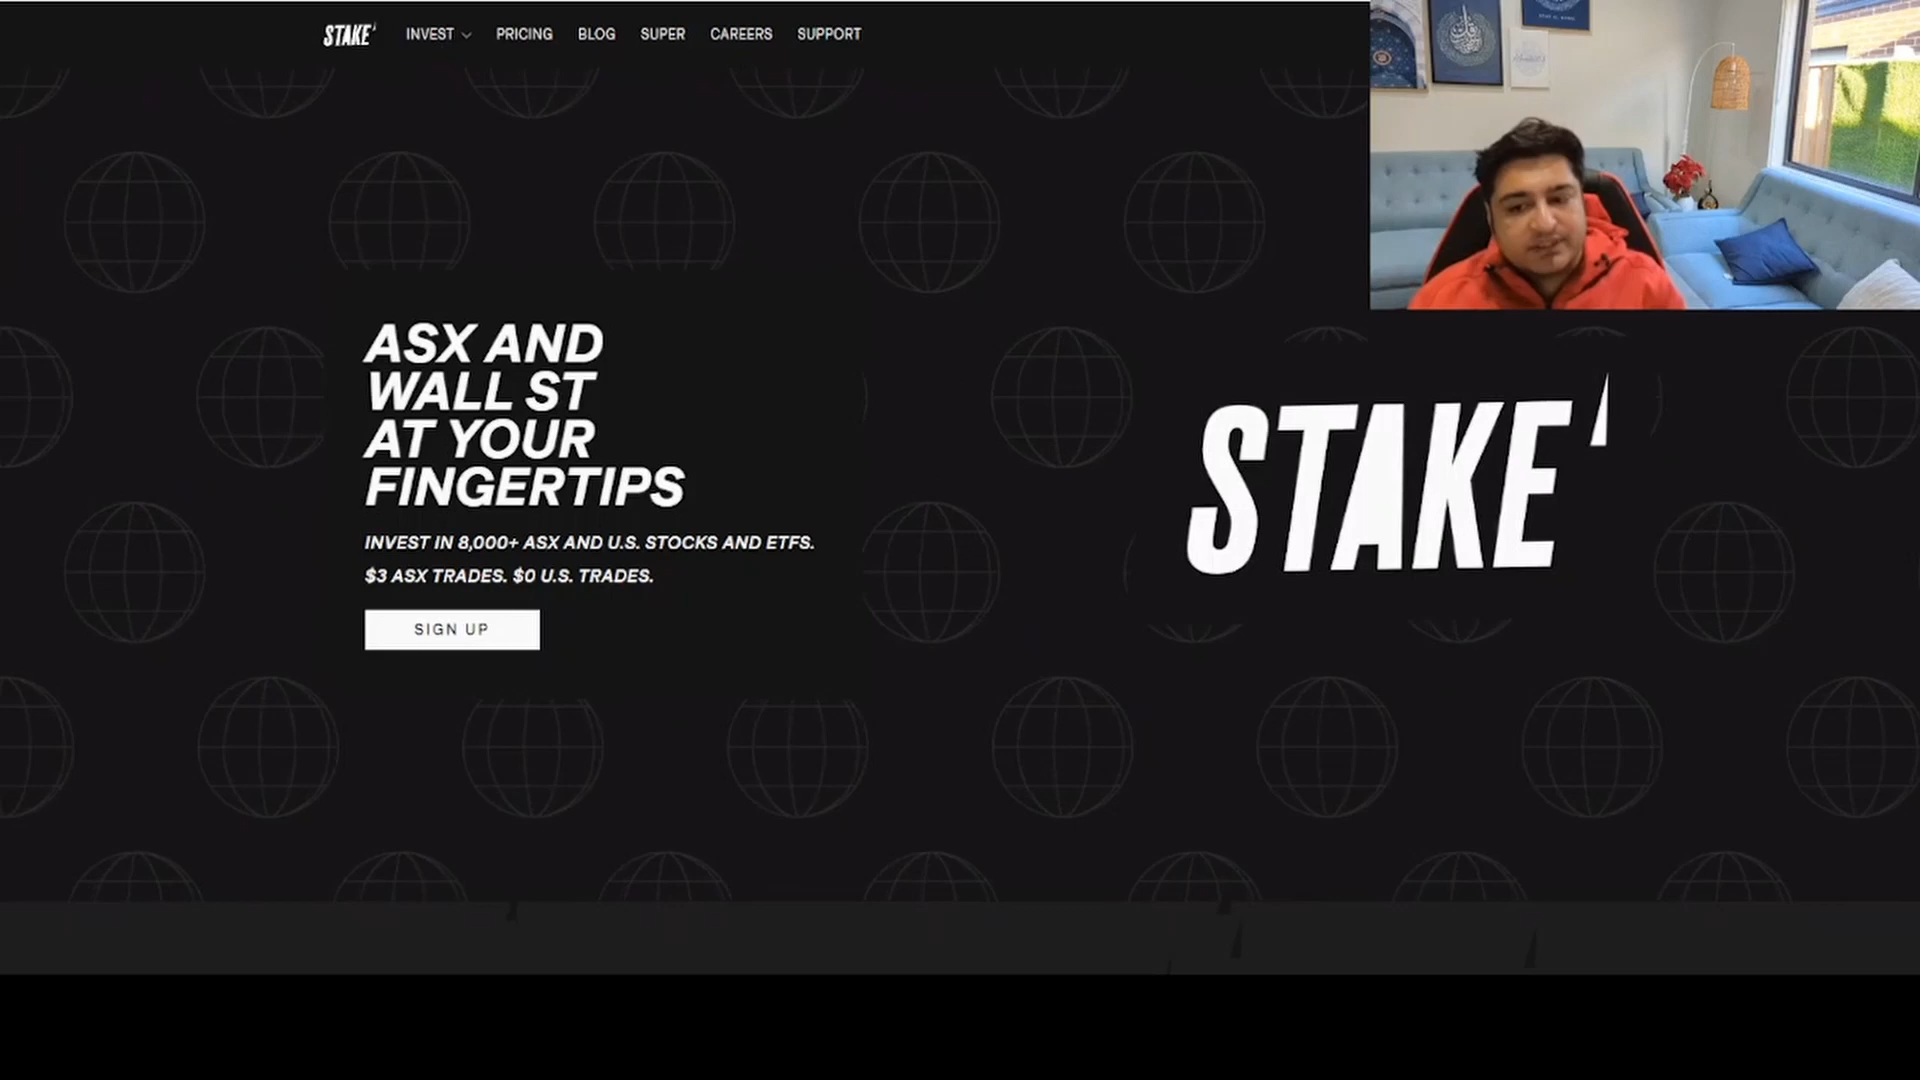 STAKE
INVEST PRICING BLOG SUPER CAREERS SUPPORT
ASX AND
WALL ST
AT YOUR
FINGERTIPS
INVEST IN 8,000+ ASX AND U.S. STOCKS AND ETFS.
$3 ASX TRADES. $0 U.S. TRADES.
SIGN UP
STAKE